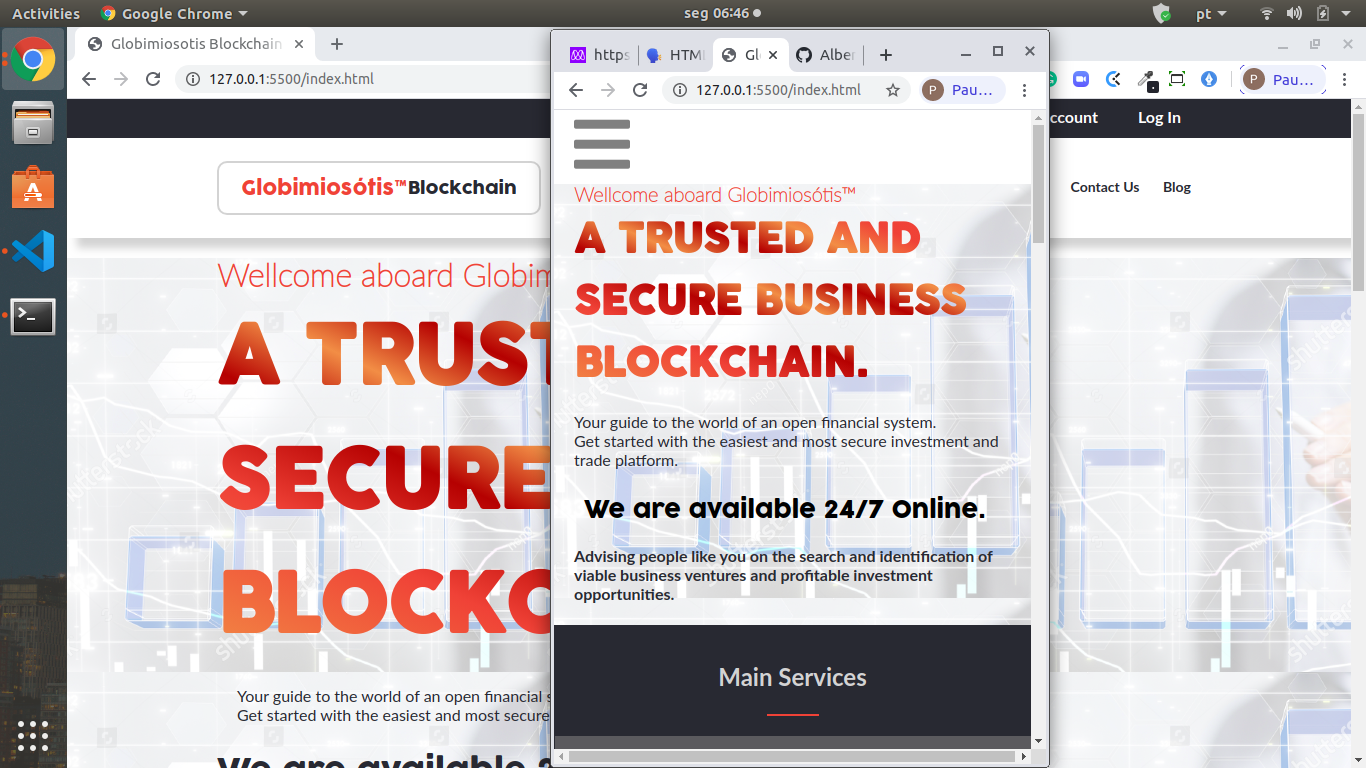 Activities
Google Chrome
seg 06:46
pt
Globimiosotis Blockchain
127.0.0.1:5500/index.html
P
Pau…
ccount
Log In
Globimiosótis™Blockchain
Contact Us
Blog
Wellcome aboard Globim
A TRUST
SECURE
BLOCKC
Your guide to the world of an open financial s
Get started with the easiest and most secure
We are available 2
https
HTM
Gl
Alber
127.0.0.1:5500/index.html
P
Pau…
Wellcome aboard Globimiosótis™
A TRUSTED AND
SECURE BUSINESS
BLOCKCHAIN.
Your guide to the world of an open financial system.
Get started with the easiest and most secure investment and
trade platform.
We are available 24/7 Online.
Advising people like you on the search and identification of
viable business ventures and profitable investment
opportunities.
Main Services
shutterstock